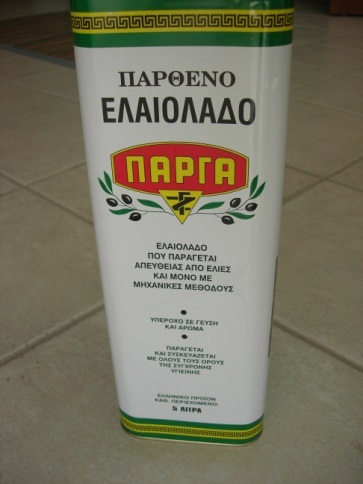 ΠΑΡΘΕΝΟ
ΕΛΑΙΟΛΑΔΟ
ΠΑΡΓΑ
ΕΛΑΙΟΛΑΔΟ
ΠΟΥ ΠΑΡΑΓΕΤΑΙ
ΑΠΕΥΘΕΙΑΣ ΑΠΟ ΕΛΙΕΣ
ΚΑΙ ΜΟΝΟ ΜΕ
ΜΗΧΑΝΙΚΕΣ ΜΕΘΟΔΟΥΣ
ΥΠΕΡΟΧΟ ΣΕ ΓΕΥΣΗ
ΚΑΙ ΑΡΩΜΑ
ΠΑΡΑΓΕΤΑΙ
ΚΑΙ ΣΥΣΚΕΥΑΖΕΤΑΙ
ΜΕ ΟΛΟΥΣ ΤΟΥΣ ΟΡΟΥΣ
ΤΗΣ ΣΥΓΧΡΟΝΗΣ
ΥΓΙΕΙΝΗΣ
ΕΛΛΗΝΙΚΟ ΠΡΟΪΟΝ
ΚΑΘ. ΠΕΡΙΕΧΟΜΕΝΟ:
5 ΛΙΤΡΑ